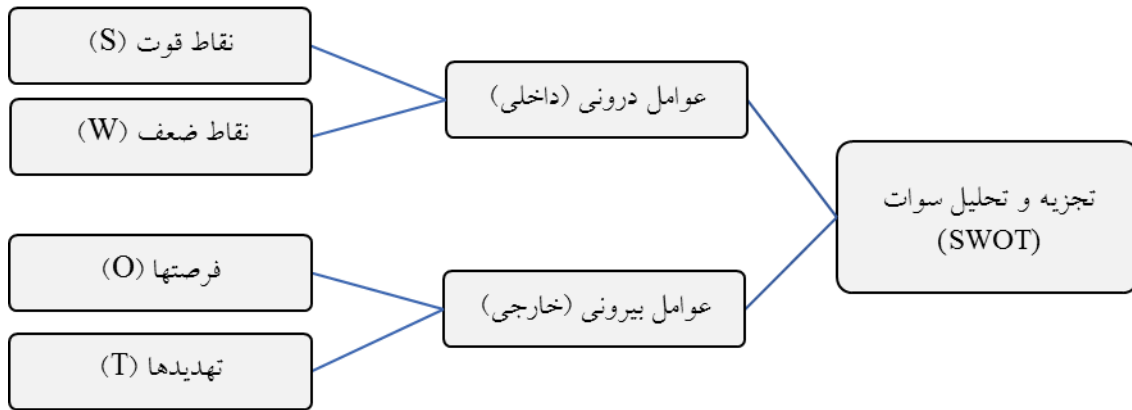 تجزیه و تحلیل سوات
(SWOT)
عوامل درونی (داخلی)
نقاط قوت (S)
نقاط ضعف (W)
عوامل بیرونی (خارجی)
فرصتها (O)
تهدیدها (T)